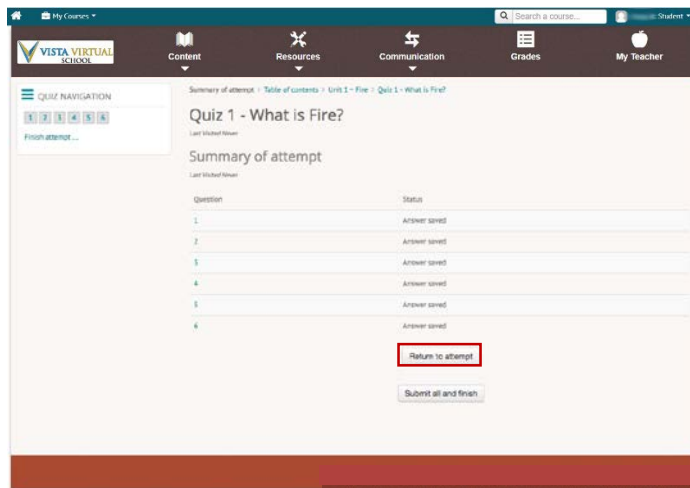 My Courses
Search a course...
Student
VISTA VIRTUAL
SCHOOL
Content
Resources
Communication
Grades
My Teacher
QUIZ NAVIGATION
1 2 3 4 5 6
Finish attempt ...
Summary of attempt › Table of contents › Unit 1 - Fire › Quiz 1 - What is Fire?
Quiz 1 - What is Fire?
Last Visited Never
Summary of attempt
Last Visited Never
Question Status
1 Answer saved
2 Answer saved
3 Answer saved
4 Answer saved
5 Answer saved
6 Answer saved
Return to attempt
Submit all and finish